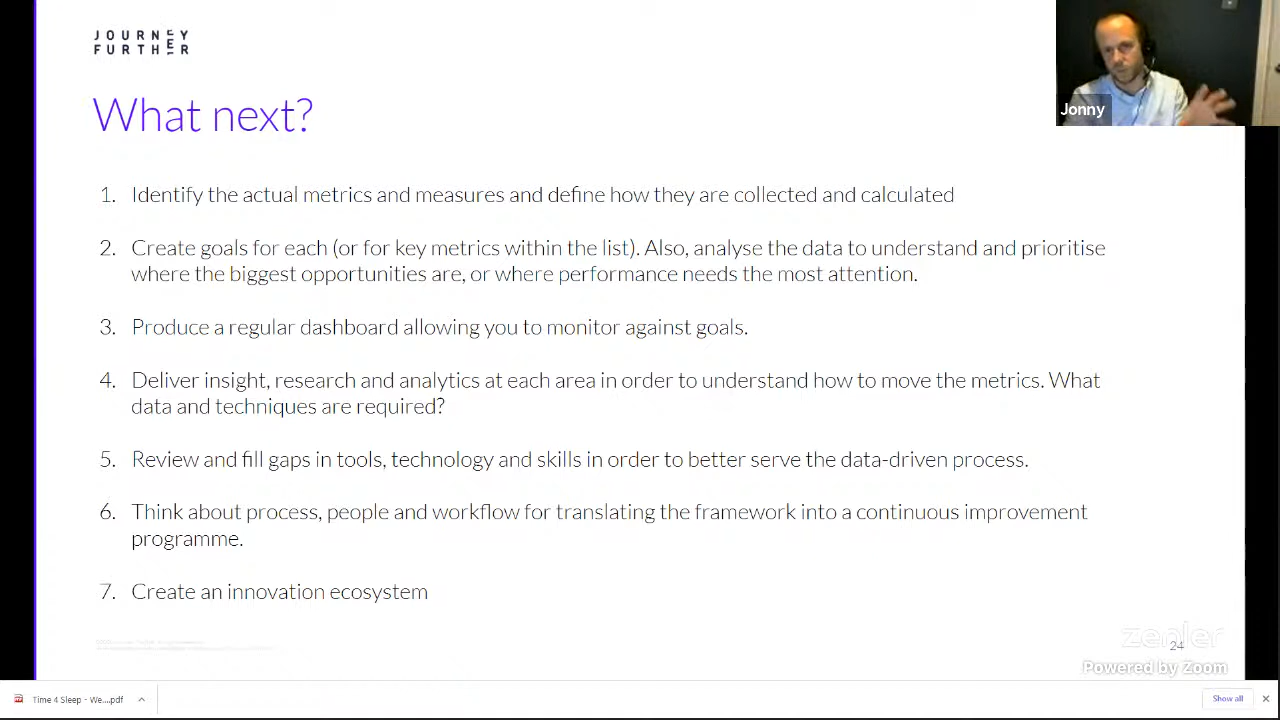 JOURNEY
FURTHER
Jonny
What next?
1. Identify the actual metrics and measures and define how they are collected and calculated
2. Create goals for each (or for key metrics within the list). Also, analyse the data to understand and prioritise
where the biggest opportunities are, or where performance needs the most attention.
3. Produce a regular dashboard allowing you to monitor against goals.
4. Deliver insight, research and analytics at each area in order to understand how to move the metrics. What
data and techniques are required?
5. Review and fill gaps in tools, technology and skills in order to better serve the data-driven process.
6. Think about process, people and workflow for translating the framework into a continuous improvement
programme.
7. Create an innovation ecosystem
24
Powered by Zoom
Time 4 Sleep - We....pdf
Show all